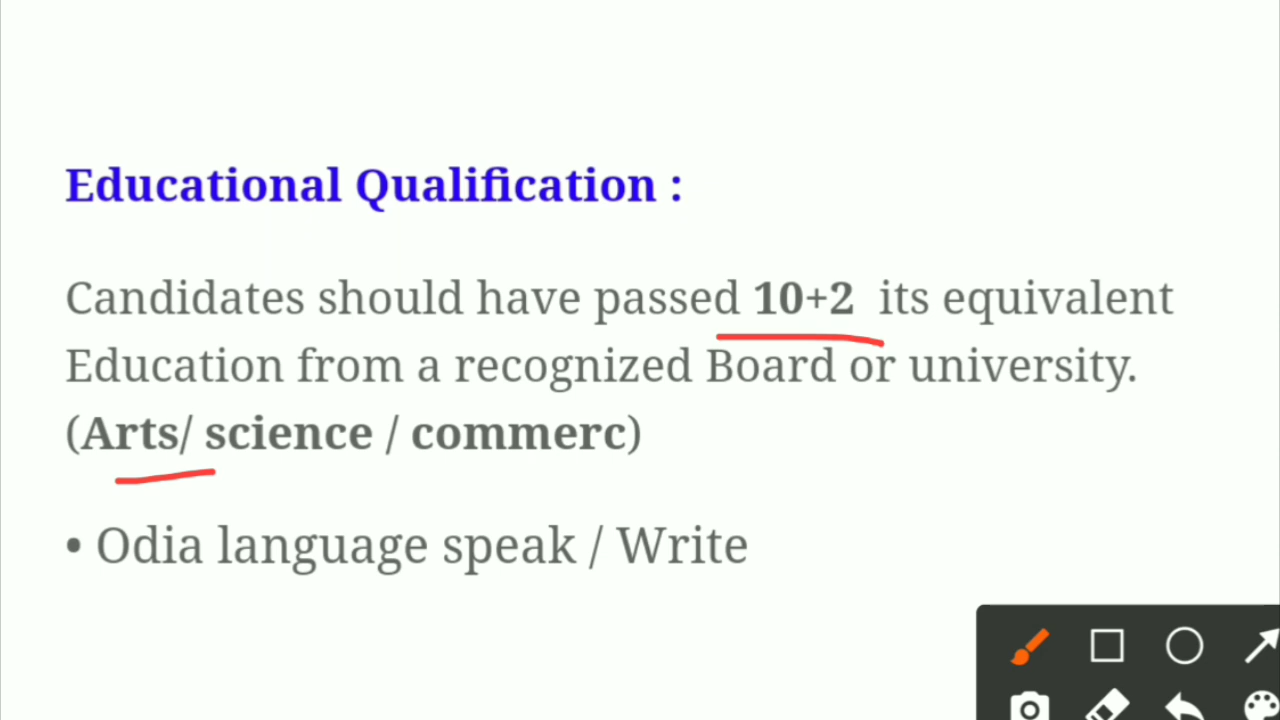 Educational Qualification :
Candidates should have passed 10+2 its equivalent
Education from a recognized Board or university.
(Arts/ science / commerc)
• Odia language speak / Write